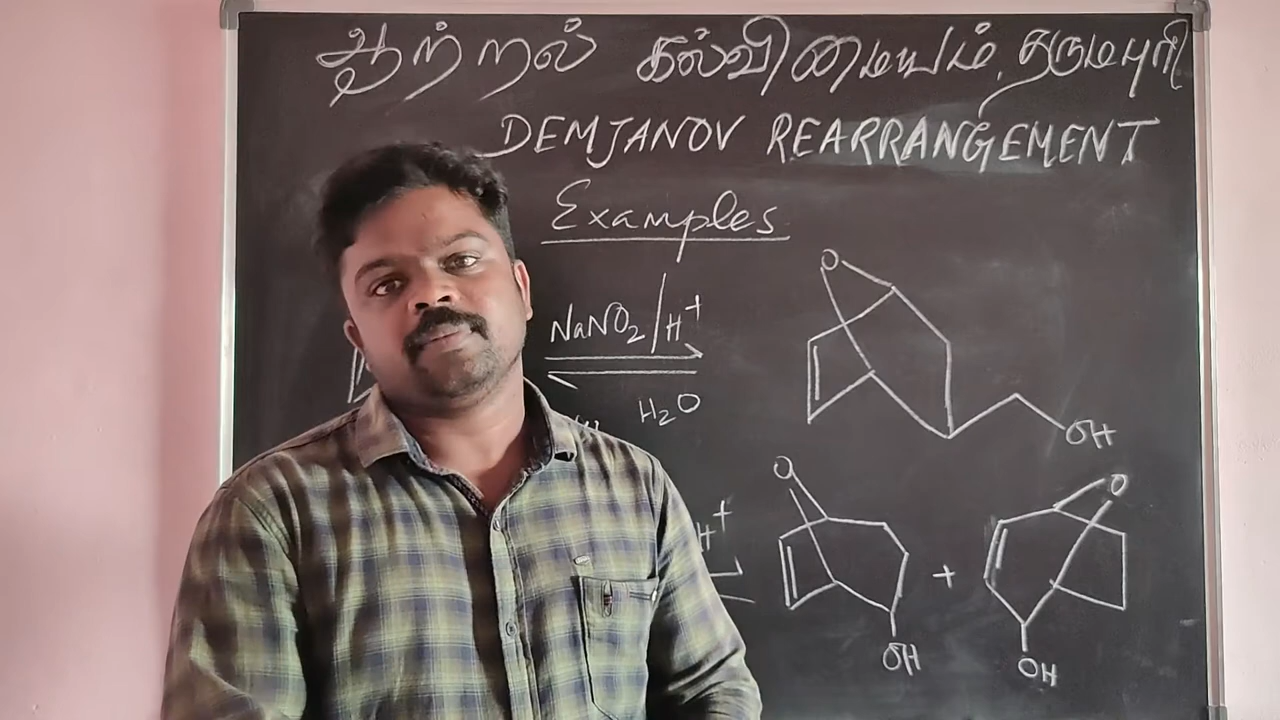 ஆற்றல் கல்விமையம், தருமபுரி
DEMJANOV REARRANGEMENT
Examples
O
NaNO₂/H⁺
H₂O
OH
O
H⁺
OH
+
O
OH